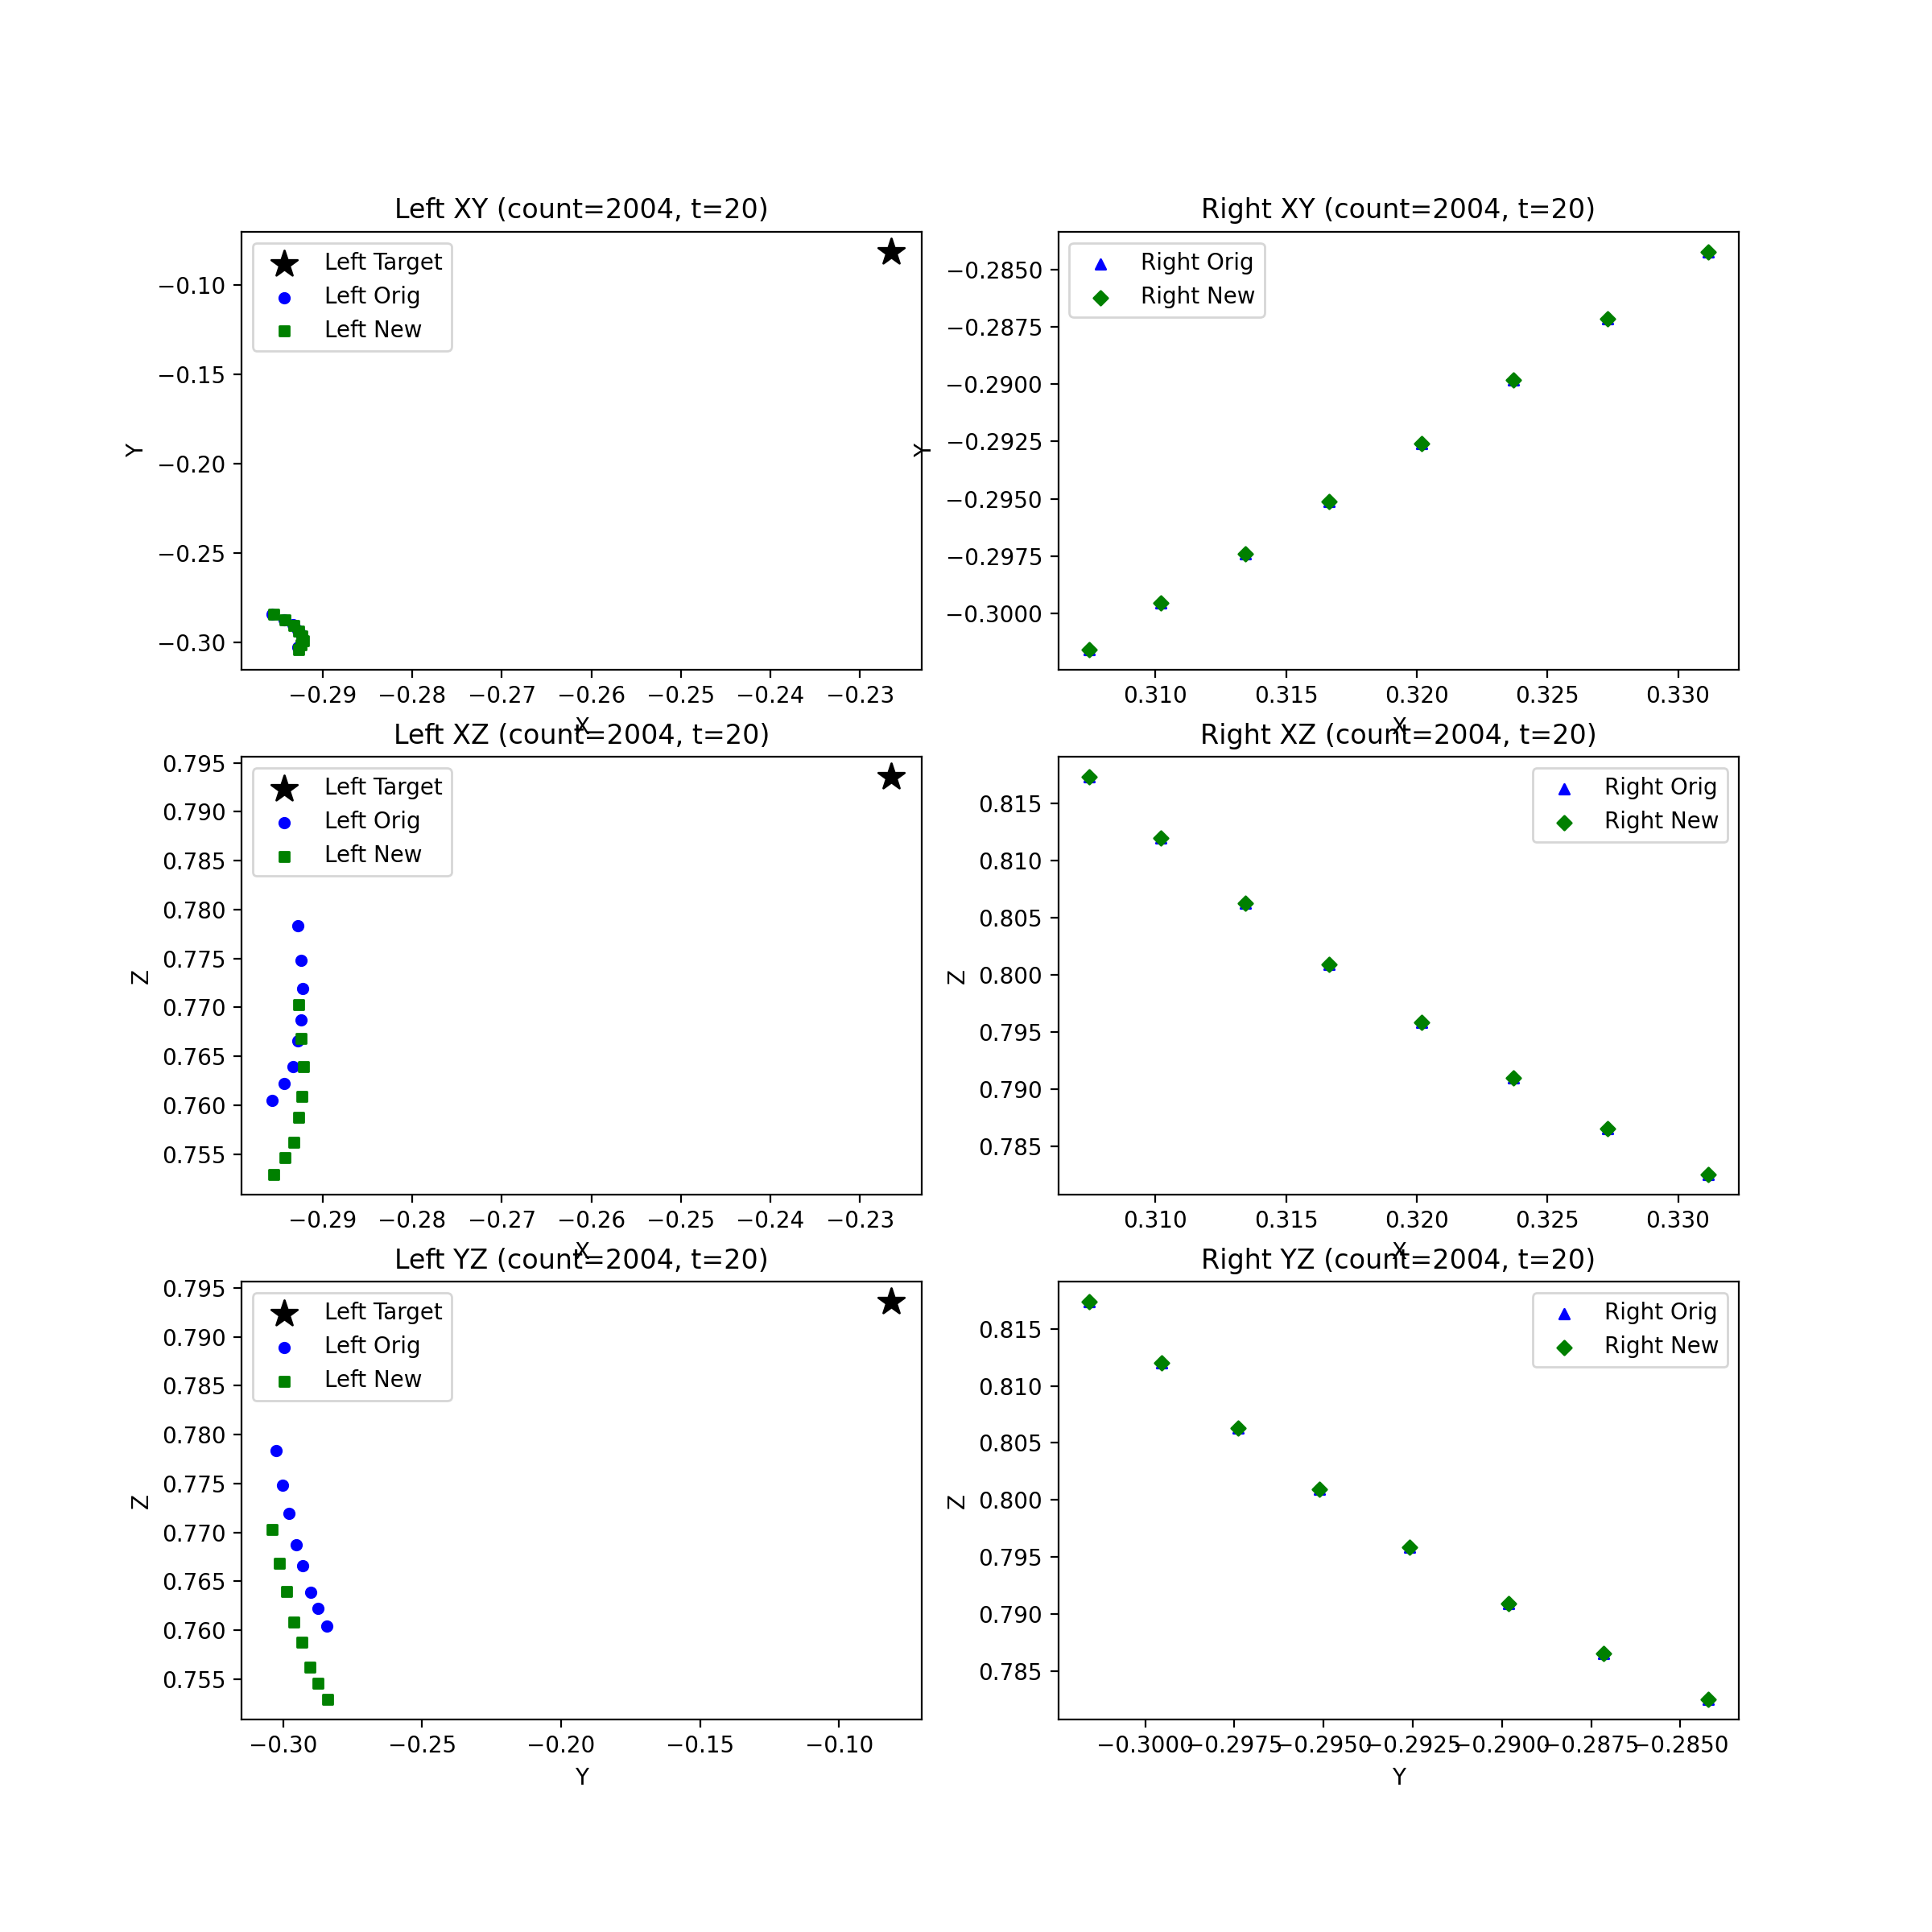 Left XY (count=2004, t=20)
Left Target
Left Orig
Left New
−0.10
−0.15
−0.20
−0.25
−0.30
Y
−0.29 −0.28 −0.27 −0.26 −0.25 −0.24 −0.23
X
Right XY (count=2004, t=20)
Right Orig
Right New
−0.2850
−0.2875
−0.2900
−0.2925
−0.2950
−0.2975
−0.3000
Y
0.310 0.315 0.320 0.325 0.330
X
Left XZ (count=2004, t=20)
Left Target
Left Orig
Left New
0.795
0.790
0.785
0.780
0.775
0.770
0.765
0.760
0.755
Z
−0.29 −0.28 −0.27 −0.26 −0.25 −0.24 −0.23
X
Right XZ (count=2004, t=20)
Right Orig
Right New
0.815
0.810
0.805
0.800
0.795
0.790
0.785
Z
0.310 0.315 0.320 0.325 0.330
X
Left YZ (count=2004, t=20)
Left Target
Left Orig
Left New
0.795
0.790
0.785
0.780
0.775
0.770
0.765
0.760
0.755
Z
−0.30 −0.25 −0.20 −0.15 −0.10
Y
Right YZ (count=2004, t=20)
Right Orig
Right New
0.815
0.810
0.805
0.800
0.795
0.790
0.785
Z
−0.3000 −0.2975 −0.2950 −0.2925 −0.2900 −0.2875 −0.2850
Y